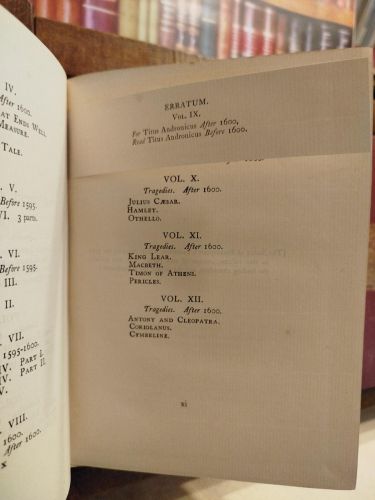 IV.
After 1600.
AT ENDS WELL.
MEASURE.
TALE.
V.
Before 1595.
VI. 3 parts.
VI.
Before 1595.
III.
II.
VII.
1595-1600.
IV. PART I.
IV. PART II.
V.
VIII.
1600.
After 1600.
x
ERRATUM.
VOL. IX.
For TITUS ANDRONICUS After 1600,
Read TITUS ANDRONICUS Before 1600.
VOL. X.
Tragedies. After 1600.
JULIUS CÆSAR.
HAMLET.
OTHELLO.
VOL. XI.
Tragedies. After 1600.
KING LEAR.
MACBETH.
TIMON OF ATHENS.
PERICLES.
VOL. XII.
Tragedies. After 1600.
ANTONY AND CLEOPATRA.
CORIOLANUS.
CYMBELINE.
xi